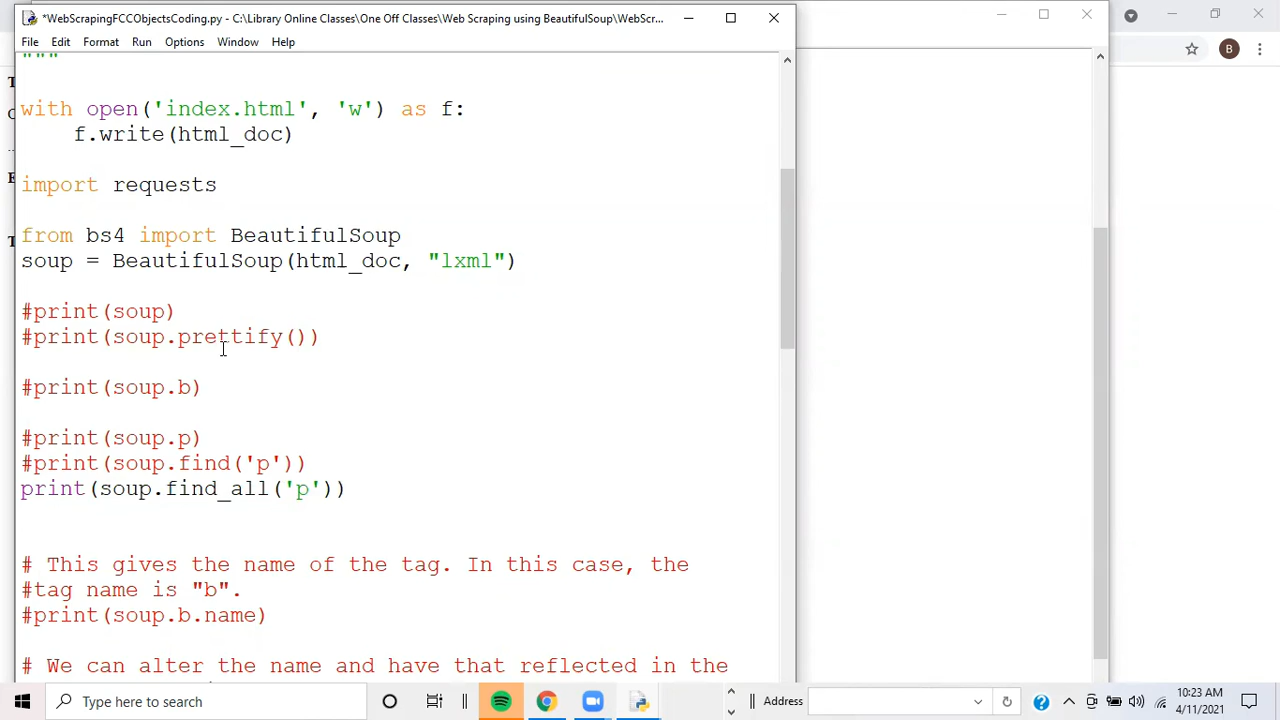 *WebScrapingFCCObjectsCoding.py - C:\Library Online Classes\One Off Classes\Web Scraping using BeautifulSoup\WebScr...
File Edit Format Run Options Window Help
"""
with open('index.html', 'w') as f:
    f.write(html_doc)
import requests
from bs4 import BeautifulSoup
soup = BeautifulSoup(html_doc, "lxml")
#print(soup)
#print(soup.prettify())
#print(soup.b)
#print(soup.p)
#print(soup.find('p'))
print(soup.find_all('p'))
# This gives the name of the tag. In this case, the
#tag name is "b".
#print(soup.b.name)
# We can alter the name and have that reflected in the
B
Type here to search
Address
10:23 AM
4/11/2021